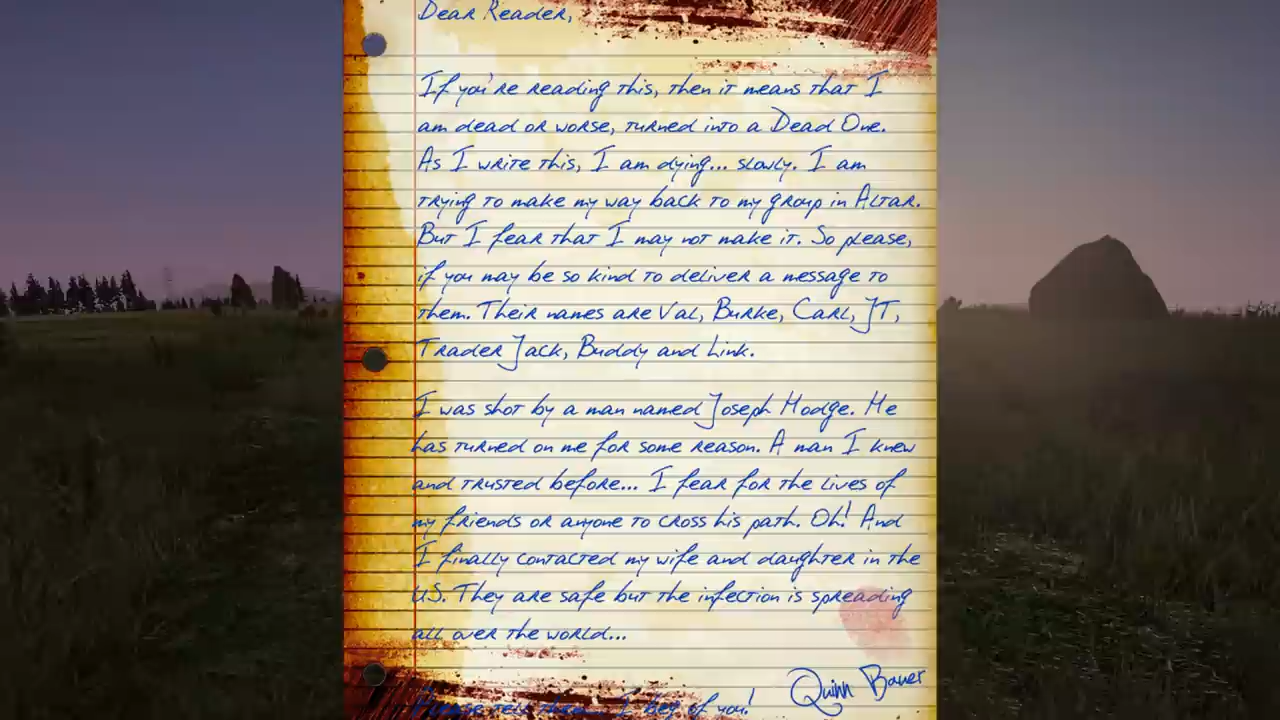 Dear Reader,
If you're reading this, then it means that I
am dead or worse, turned into a Dead One.
As I write this, I am dying... slowly. I am
trying to make my way back to my group in Altar.
But I fear that I may not make it. So please,
if you may be so kind to deliver a message to
them. Their names are Val, Burke, Carl, JT,
Trader Jack, Buddy and Link.
I was shot by a man named Joseph Hodge. He
has turned on me for some reason. A man I knew
and trusted before... I fear for the lives of
my friends or anyone to cross his path. Oh! And
I finally contacted my wife and daughter in the
US. They are safe but the infection is spreading
all over the world...
Quinn Bauer
Please tell them... I beg of you!